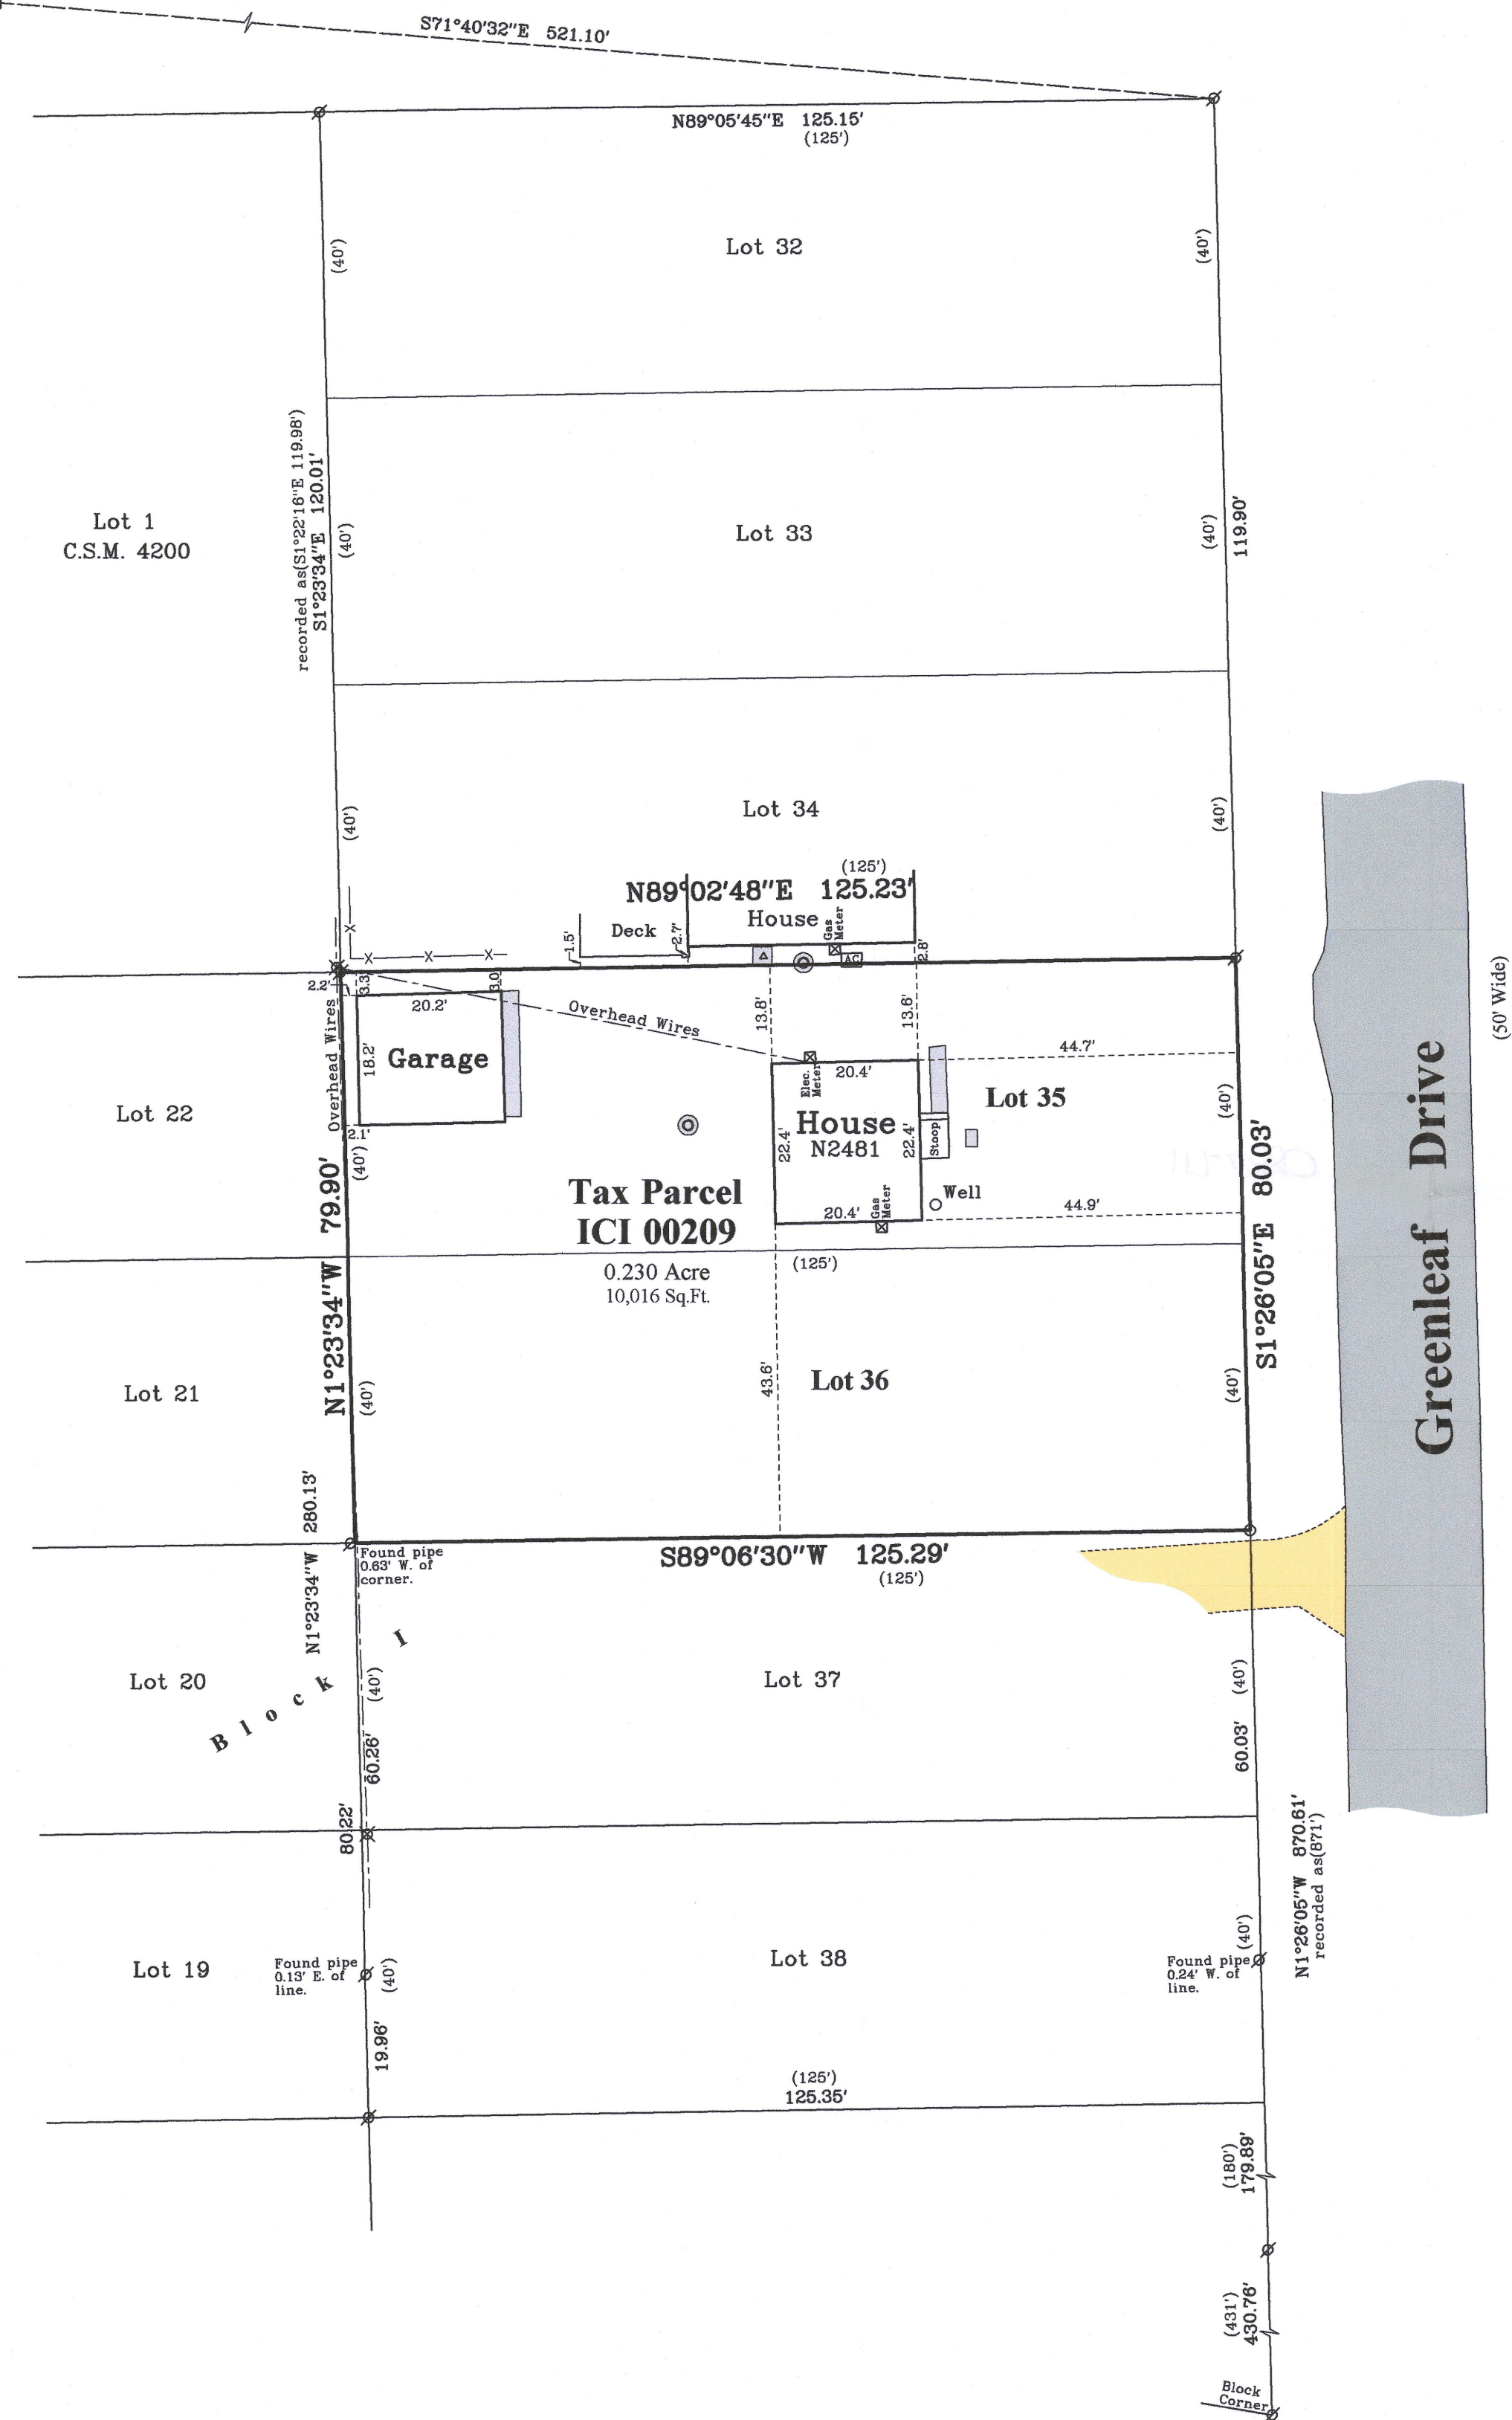 S71°40'32"E 521.10'
N89°05'45"E 125.15'
(125')
Lot 32
(40')
(40')
recorded as(S1°22'16"E 119.98')
S1°23'34"E 120.01'
Lot 1
C.S.M. 4200
(40')
Lot 33
(40')
119.90'
(40')
Lot 34
(40')
(125')
N89°02'48"E 125.23'
Deck
House
Gas
Meter
1.5'
2.7'
AC
2.8'
X
X X X
2.2'
3.3'
3.0'
20.2'
Overhead Wires
13.8'
13.6'
44.7'
Overhead Wires
18.2'
Garage
2.1'
(40')
Elec.
Meter
20.4'
House
N2481
22.4'
22.4'
Stoop
20.4'
Gas
Meter
Well
44.9'
Lot 35
(40')
Lot 22
Tax Parcel
ICI 00209
0.230 Acre
10,016 Sq.Ft.
(125')
N1°23'34"W 79.90'
S1°26'05"E 80.03'
Greenleaf Drive
(50' Wide)
Lot 21
(40')
43.6'
Lot 36
(40')
N1°23'34"W 280.13'
Found pipe
0.63' W. of
corner.
S89°06'30"W 125.29'
(125')
Block I
Lot 20
(40')
Lot 37
(40')
60.26'
60.03'
80.22'
N1°26'05"W 870.61'
recorded as(871')
Lot 19
Found pipe
0.13' E. of
line.
(40')
Lot 38
(40')
Found pipe
0.24' W. of
line.
19.96'
(125')
125.35'
(180')
179.89'
(431')
430.76'
Block
Corner